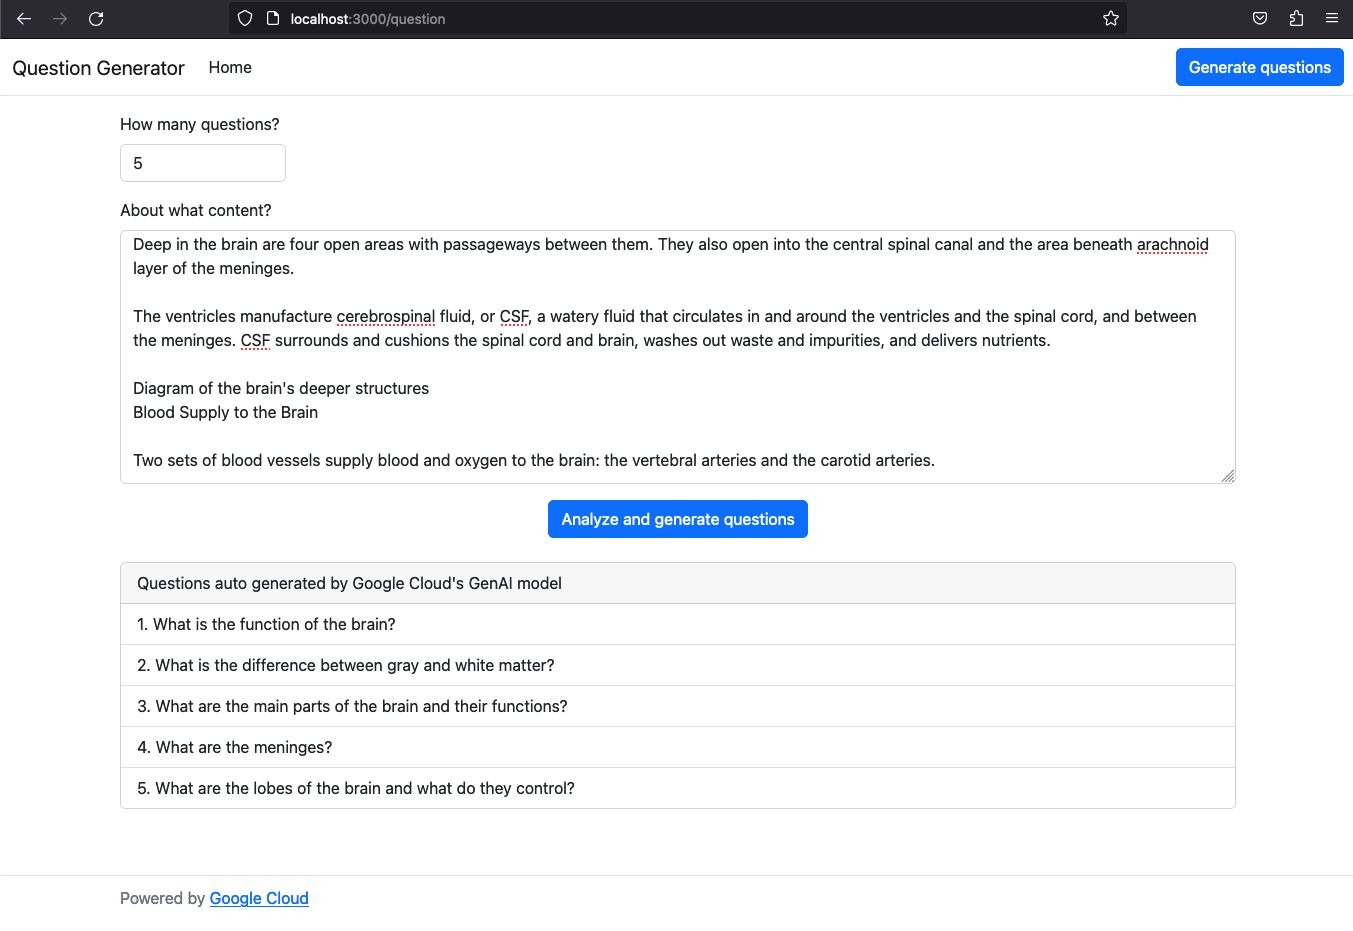 localhost:3000/question
Question Generator
Home
Generate questions
How many questions?
5
About what content?
Deep in the brain are four open areas with passageways between them. They also open into the central spinal canal and the area beneath arachnoid
layer of the meninges.
The ventricles manufacture cerebrospinal fluid, or CSF, a watery fluid that circulates in and around the ventricles and the spinal cord, and between
the meninges. CSF surrounds and cushions the spinal cord and brain, washes out waste and impurities, and delivers nutrients.
Diagram of the brain's deeper structures
Blood Supply to the Brain
Two sets of blood vessels supply blood and oxygen to the brain: the vertebral arteries and the carotid arteries.
Analyze and generate questions
Questions auto generated by Google Cloud's GenAI model
1. What is the function of the brain?
2. What is the difference between gray and white matter?
3. What are the main parts of the brain and their functions?
4. What are the meninges?
5. What are the lobes of the brain and what do they control?
Powered by Google Cloud